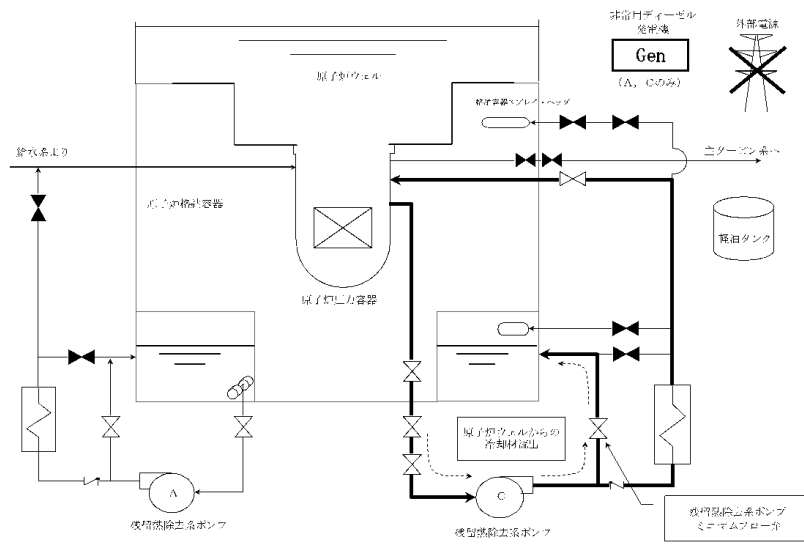 非常用ディーゼル
発電機
Gen
(A, Cのみ)
外部電源
原子炉ウェル
格納容器スプレイ・ヘッダ
給水系より
主タービン系へ
原子炉格納容器
軽油タンク
原子炉圧力容器
原子炉ウェルからの
冷却材流出
A
C
残留熱除去系ポンプ
残留熱除去系ポンプ
残留熱除去系ポンプ
ミニマムフロー弁